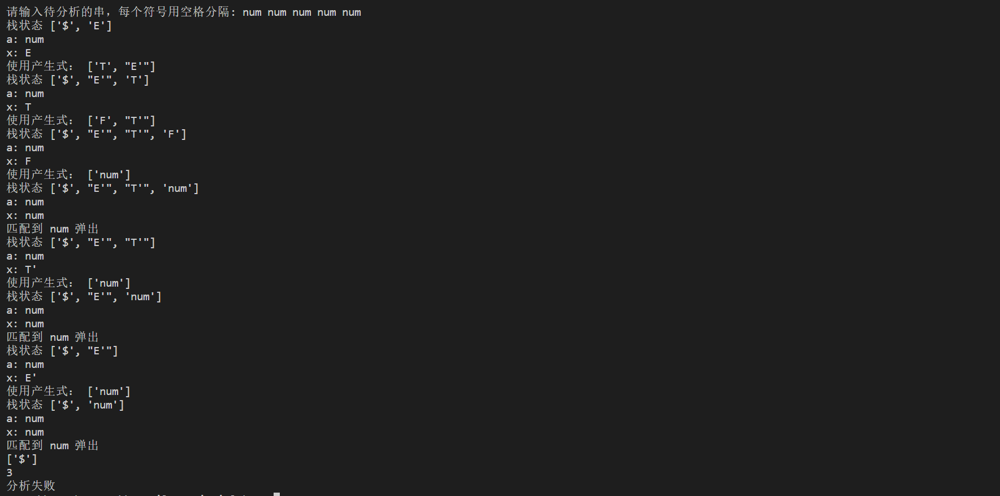 请输入待分析的串，每个符号用空格分隔: num num num num num
栈状态 ['$', 'E']
a: num
x: E
使用产生式： ['T', "E'"]
栈状态 ['$', "E'", 'T']
a: num
x: T
使用产生式： ['F', "T'"]
栈状态 ['$', "E'", "T'", 'F']
a: num
x: F
使用产生式： ['num']
栈状态 ['$', "E'", "T'", 'num']
a: num
x: num
匹配到 num 弹出
栈状态 ['$', "E'", "T'"]
a: num
x: T'
使用产生式： ['num']
栈状态 ['$', "E'", 'num']
a: num
x: num
匹配到 num 弹出
栈状态 ['$', "E'"]
a: num
x: E'
使用产生式： ['num']
栈状态 ['$', 'num']
a: num
x: num
匹配到 num 弹出
['$']
3
分析失败